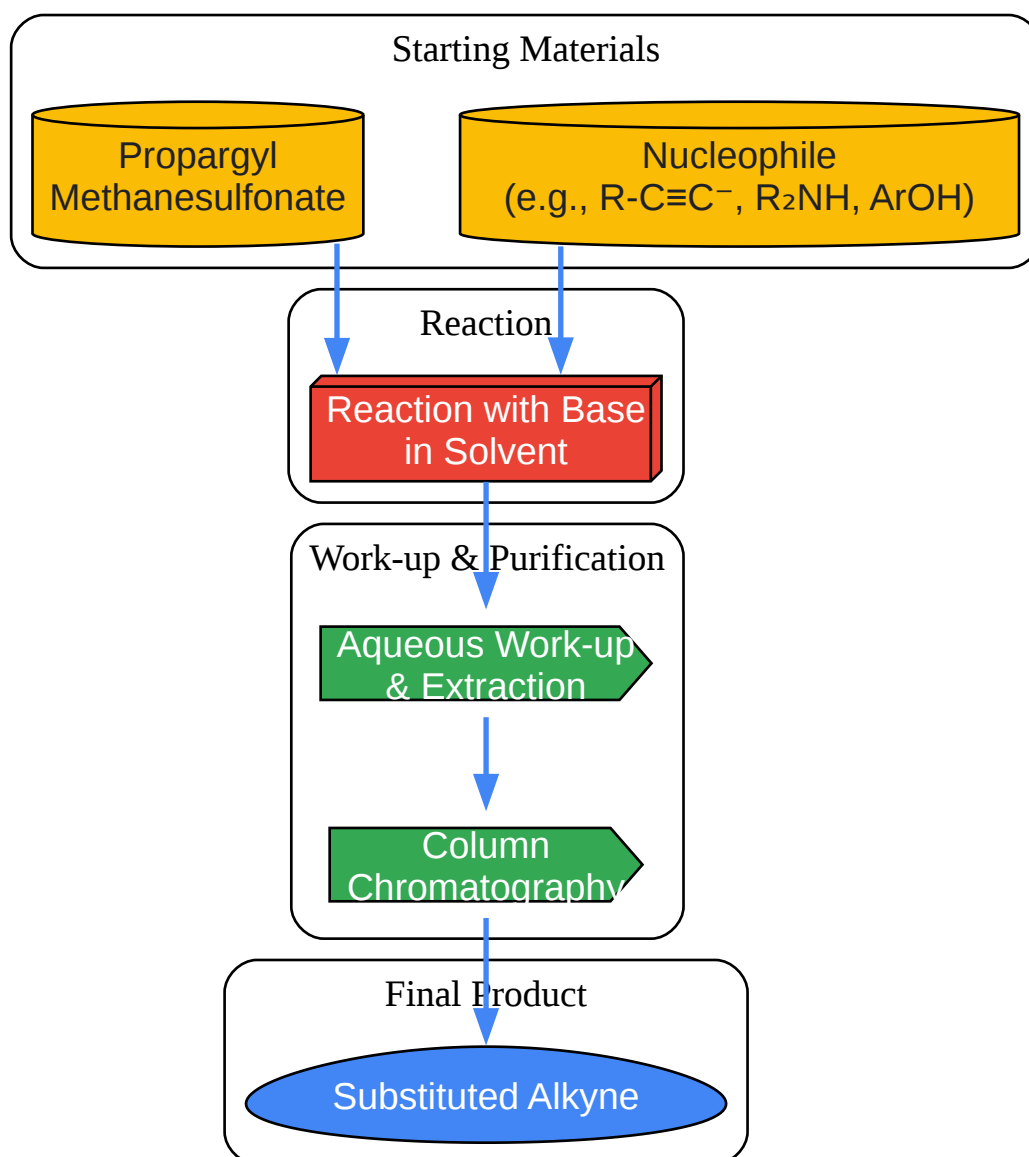 Starting Materials
Propargyl
Methanesulfonate
Nucleophile
(e.g., R-C≡C⁻, R₂NH, ArOH)
Reaction
Reaction with Base
in Solvent
Work-up & Purification
Aqueous Work-up
& Extraction
Column
Chromatography
Final Product
Substituted Alkyne